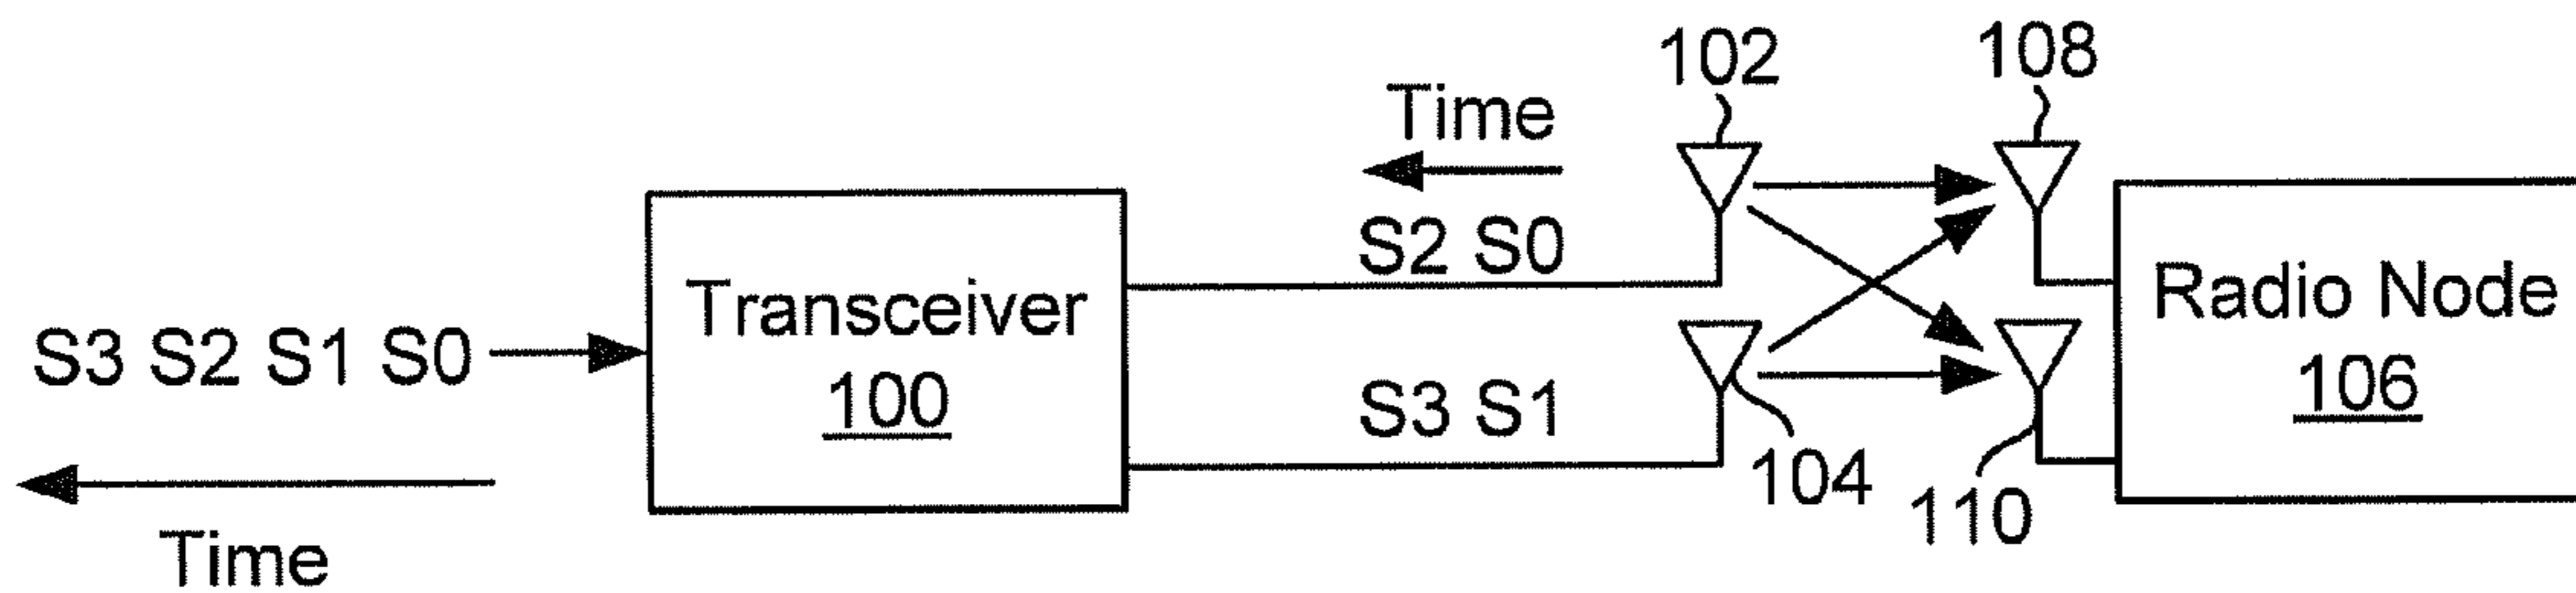 102
108
Time
S2 S0
Transceiver
100
Radio Node
106
S3 S2 S1 S0
S3 S1
104
110
Time